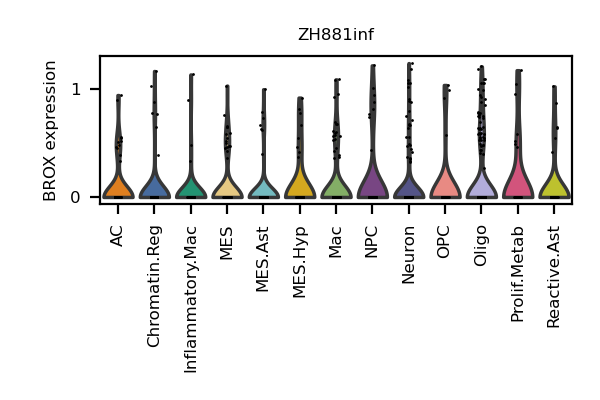 ZH881inf
BROX expression
1
0
AC
Chromatin.Reg
Inflammatory.Mac
MES
MES.Ast
MES.Hyp
Mac
NPC
Neuron
OPC
Oligo
Prolif.Metab
Reactive.Ast